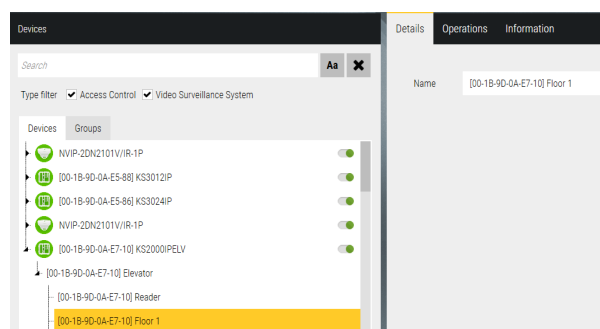 Devices
Search
Aa
Type filter Access Control Video Surveillance System
Devices Groups
NVIP-2DN2101V/IR-1P
[00-1B-9D-0A-E5-88] KS3012IP
[00-1B-9D-0A-E5-86] KS3024IP
NVIP-2DN2101V/IR-1P
[00-1B-9D-0A-E7-10] KS2000IPELV
[00-1B-9D-0A-E7-10] Elevator
[00-1B-9D-0A-E7-10] Reader
[00-1B-9D-0A-E7-10] Floor 1
Details Operations Information
Name [00-1B-9D-0A-E7-10] Floor 1